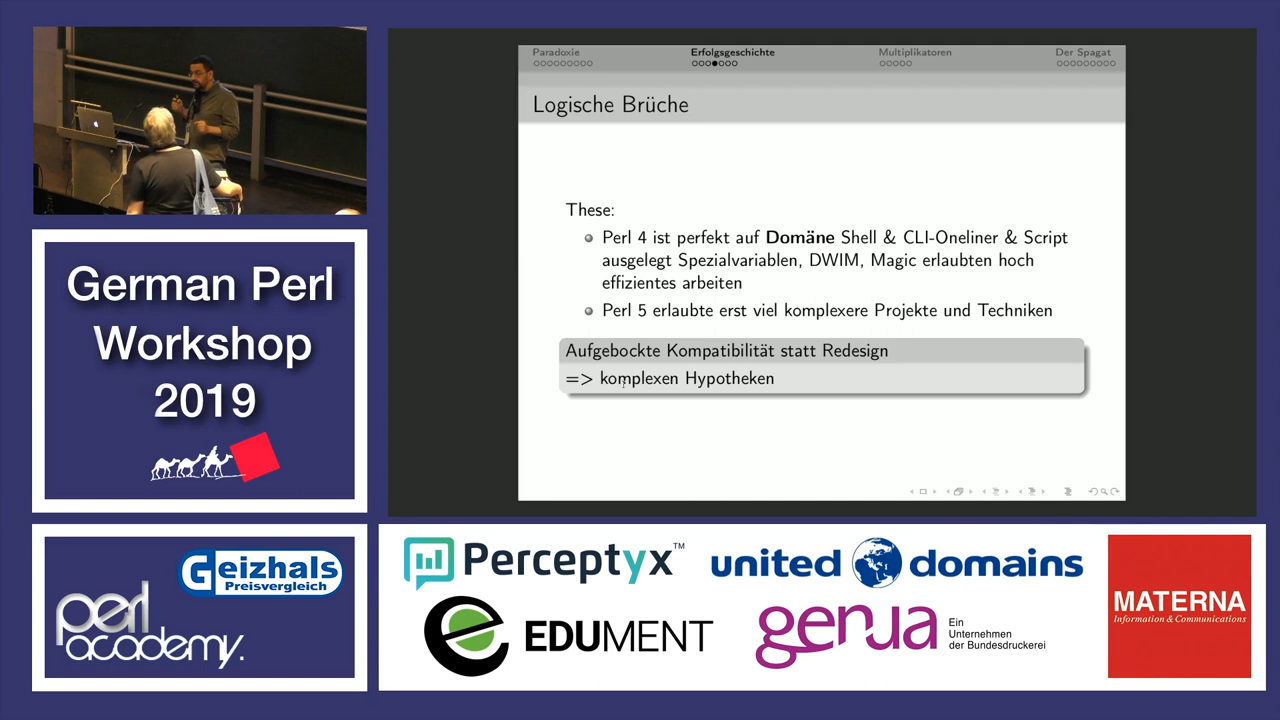 Paradoxie
Erfolgsgeschichte
Multiplikatoren
Der Spagat
Logische Brüche
These:
Perl 4 ist perfekt auf Domäne Shell & CLI-Oneliner & Script
ausgelegt Spezialvariablen, DWIM, Magic erlaubten hoch
effizientes arbeiten
Perl 5 erlaubte erst viel komplexere Projekte und Techniken
Aufgebockte Kompatibilität statt Redesign
=> komplexen Hypotheken
German Perl
Workshop
2019
Geizhals
Preisvergleich
perl
academy.
Perceptyx™
united domains
EDUMENT
genua
Ein
Unternehmen
der Bundesdruckerei
MATERNA
Information & Communications